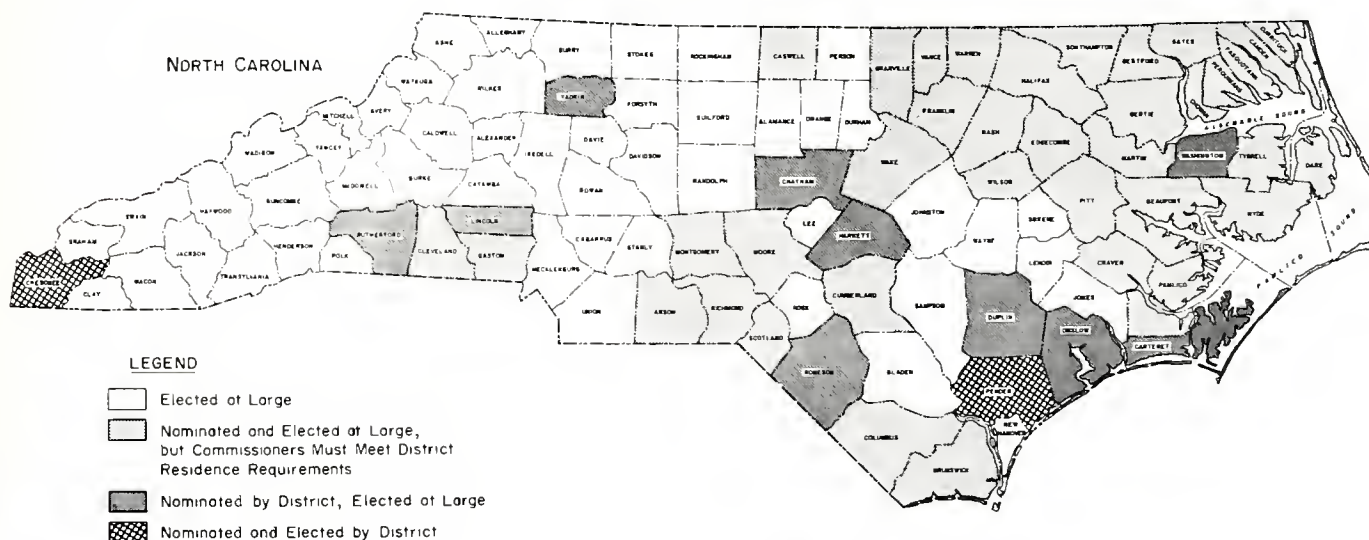 NORTH CAROLINA
ASHE
ALLEGHANY
SURRY
STOKES
ROCKINGHAM
CASWELL
PERSON
GRANVILLE
VANCE
WARREN
SOUTHAMPTON
HERTFORD
GATES
CURRITUCK
CAMDEN
PASQUOTANK
PERQUIMANS
CHOWAN
WATAUGA
WILKES
YADKIN
FORSYTH
GUILFORD
ALAMANCE
ORANGE
DURHAM
FRANKLIN
HALIFAX
BERTIE
ALBEMARLE SOUND
MITCHELL
AVERY
CALDWELL
ALEXANDER
IREDELL
DAVIE
DAVIDSON
RANDOLPH
CHATHAM
WAKE
NASH
EDGECOMBE
MARTIN
WASHINGTON
TYRRELL
DARE
MADISON
YANCEY
MCDOWELL
BURKE
CATAWBA
ROWAN
WILSON
PITT
BEAUFORT
HYDE
SWAIN
HAYWOOD
BUNCOMBE
RUTHERFORD
LINCOLN
CABARRUS
STANLY
MONTGOMERY
MOORE
LEE
HARNETT
JOHNSTON
WAYNE
GREENE
LENOIR
CRAVEN
PAMLICO
PAMLICO SOUND
GRAHAM
CHEROKEE
CLAY
MACON
JACKSON
TRANSYLVANIA
HENDERSON
POLK
CLEVELAND
GASTON
MECKLENBURG
UNION
ANSON
RICHMOND
SCOTLAND
HOKE
CUMBERLAND
SAMPSON
DUPLIN
JONES
ONSLOW
CARTERET
ROBESON
BLADEN
PENDER
NEW
HANOVER
COLUMBUS
BRUNSWICK
LEGEND
Elected at Large
Nominated and Elected at Large,
but Commissioners Must Meet District
Residence Requirements
Nominated by District, Elected at Large
Nominated and Elected by District